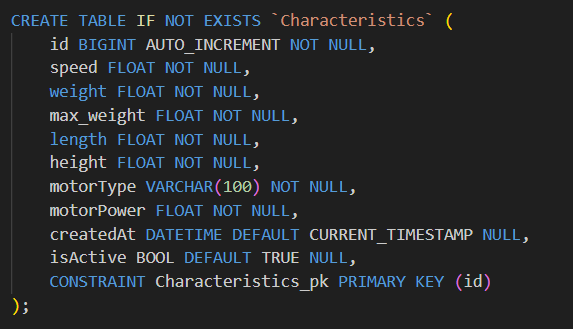 CREATE TABLE IF NOT EXISTS `Characteristics` (
    id BIGINT AUTO_INCREMENT NOT NULL,
    speed FLOAT NOT NULL,
    weight FLOAT NOT NULL,
    max_weight FLOAT NOT NULL,
    length FLOAT NOT NULL,
    height FLOAT NOT NULL,
    motorType VARCHAR(100) NOT NULL,
    motorPower FLOAT NOT NULL,
    createdAt DATETIME DEFAULT CURRENT_TIMESTAMP NULL,
    isActive BOOL DEFAULT TRUE NULL,
    CONSTRAINT Characteristics_pk PRIMARY KEY (id)
);